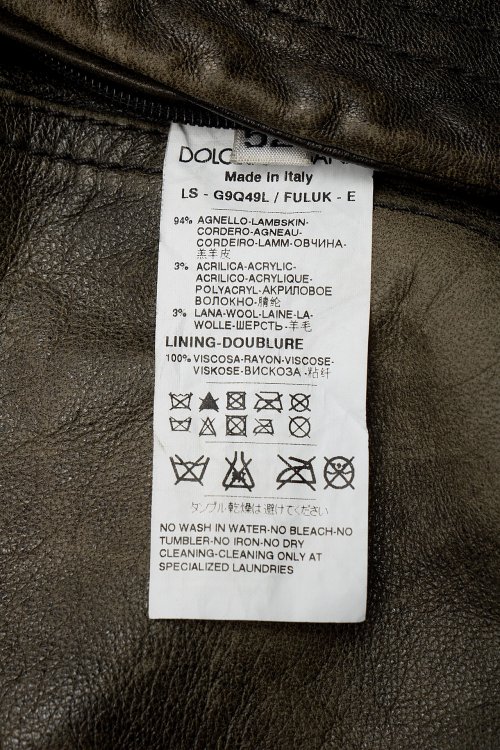 52
DOLC
Made in Italy
LS - G9Q49L / FULUK - E
94% AGNELLO-LAMBSKIN-
CORDERO-AGNEAU-
CORDEIRO-LAMM-ОВЧИНА-
羔羊皮
3% ACRILICA-ACRYLIC-
ACRILICO-ACRYLIQUE-
POLYACRYL-АКРИЛОВОЕ
ВОЛОКНО-腈纶
3% LANA-WOOL-LAINE-LA-
WOLLE-ШЕРСТЬ-羊毛
LINING-DOUBLURE
100% VISCOSA-RAYON-VISCOSE-
VISKOSE-ВИСКОЗА -粘纤
タンブル乾燥は避けてください
NO WASH IN WATER-NO BLEACH-NO
TUMBLER-NO IRON-NO DRY
CLEANING-CLEANING ONLY AT
SPECIALIZED LAUNDRIES